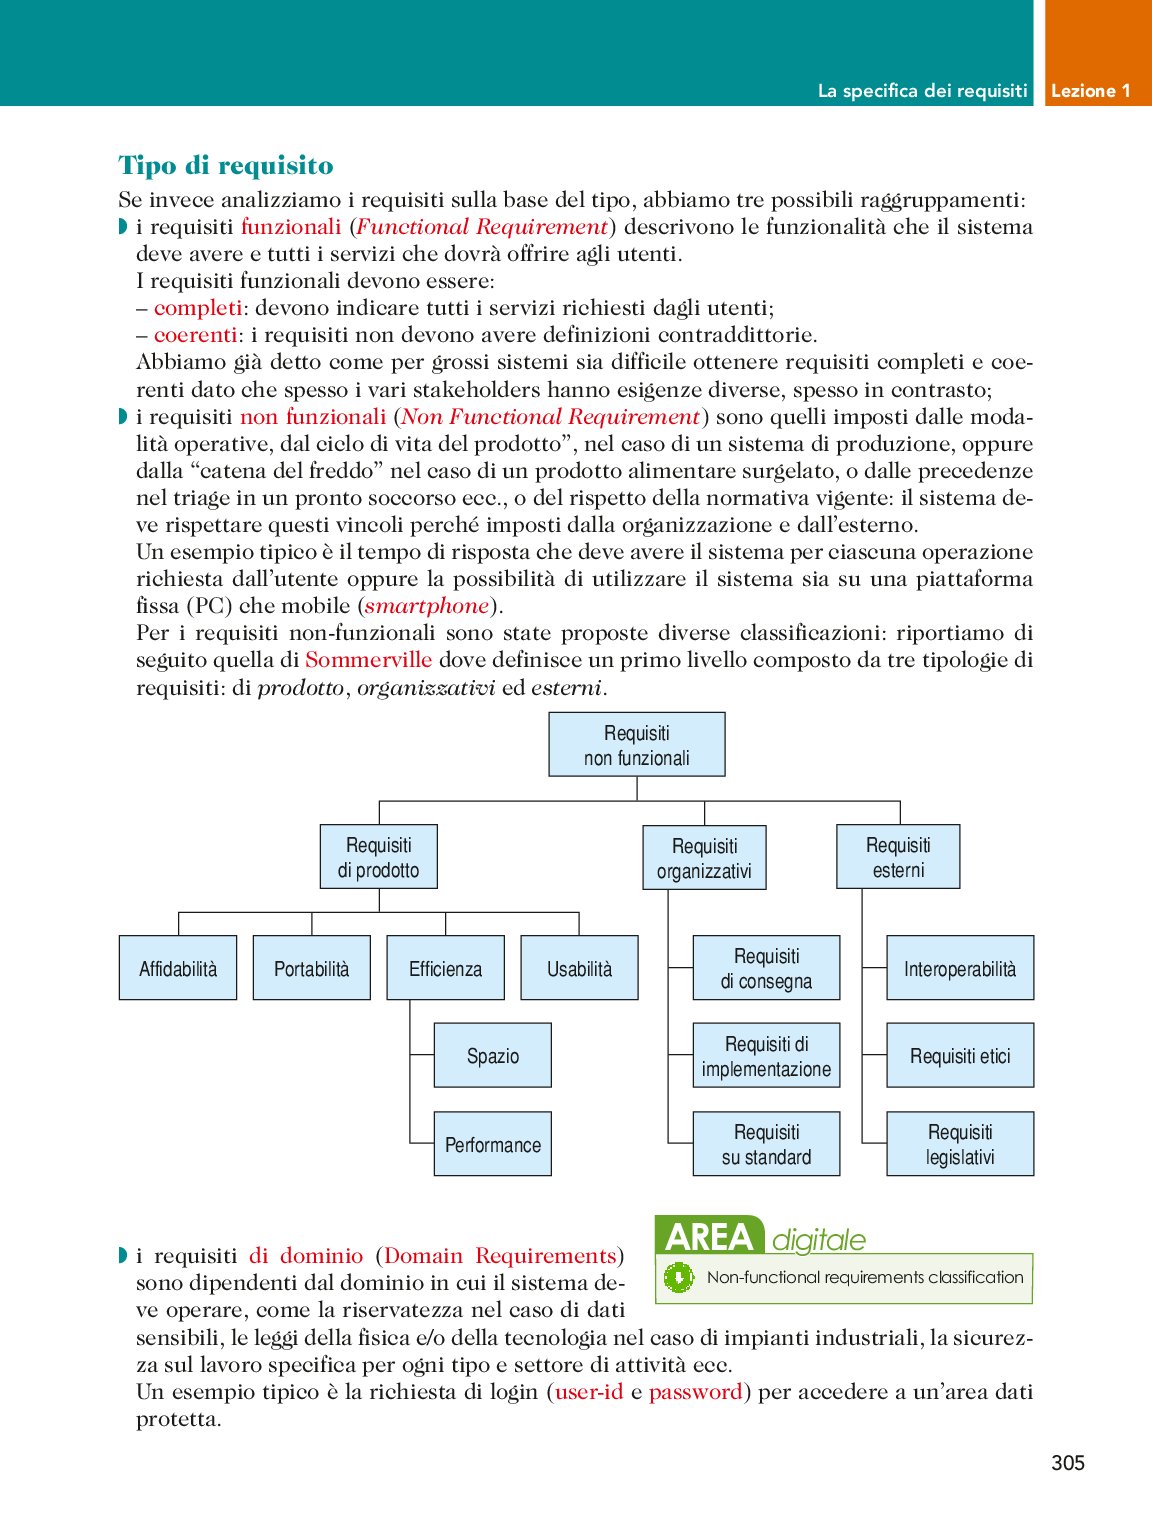 La specifica dei requisiti Lezione 1
Tipo di requisito
Se invece analizziamo i requisiti sulla base del tipo, abbiamo tre possibili raggruppamenti:
i requisiti funzionali (Functional Requirement) descrivono le funzionalità che il sistema
deve avere e tutti i servizi che dovrà offrire agli utenti.
I requisiti funzionali devono essere:
– completi: devono indicare tutti i servizi richiesti dagli utenti;
– coerenti: i requisiti non devono avere definizioni contraddittorie.
Abbiamo già detto come per grossi sistemi sia difficile ottenere requisiti completi e coe-
renti dato che spesso i vari stakeholders hanno esigenze diverse, spesso in contrasto;
i requisiti non funzionali (Non Functional Requirement) sono quelli imposti dalle moda-
lità operative, dal ciclo di vita del prodotto”, nel caso di un sistema di produzione, oppure
dalla “catena del freddo” nel caso di un prodotto alimentare surgelato, o dalle precedenze
nel triage in un pronto soccorso ecc., o del rispetto della normativa vigente: il sistema de-
ve rispettare questi vincoli perché imposti dalla organizzazione e dall’esterno.
Un esempio tipico è il tempo di risposta che deve avere il sistema per ciascuna operazione
richiesta dall’utente oppure la possibilità di utilizzare il sistema sia su una piattaforma
fissa (PC) che mobile (smartphone).
Per i requisiti non-funzionali sono state proposte diverse classificazioni: riportiamo di
seguito quella di Sommerville dove definisce un primo livello composto da tre tipologie di
requisiti: di prodotto, organizzativi ed esterni.
Requisiti
non funzionali
Requisiti
di prodotto
Requisiti
organizzativi
Requisiti
esterni
Affidabilità
Portabilità
Efficienza
Usabilità
Requisiti
di consegna
Interoperabilità
Spazio
Requisiti di
implementazione
Requisiti etici
Performance
Requisiti
su standard
Requisiti
legislativi
AREA digitale
Non-functional requirements classification
i requisiti di dominio (Domain Requirements)
sono dipendenti dal dominio in cui il sistema de-
ve operare, come la riservatezza nel caso di dati
sensibili, le leggi della fisica e/o della tecnologia nel caso di impianti industriali, la sicurez-
za sul lavoro specifica per ogni tipo e settore di attività ecc.
Un esempio tipico è la richiesta di login (user-id e password) per accedere a un’area dati
protetta.
305